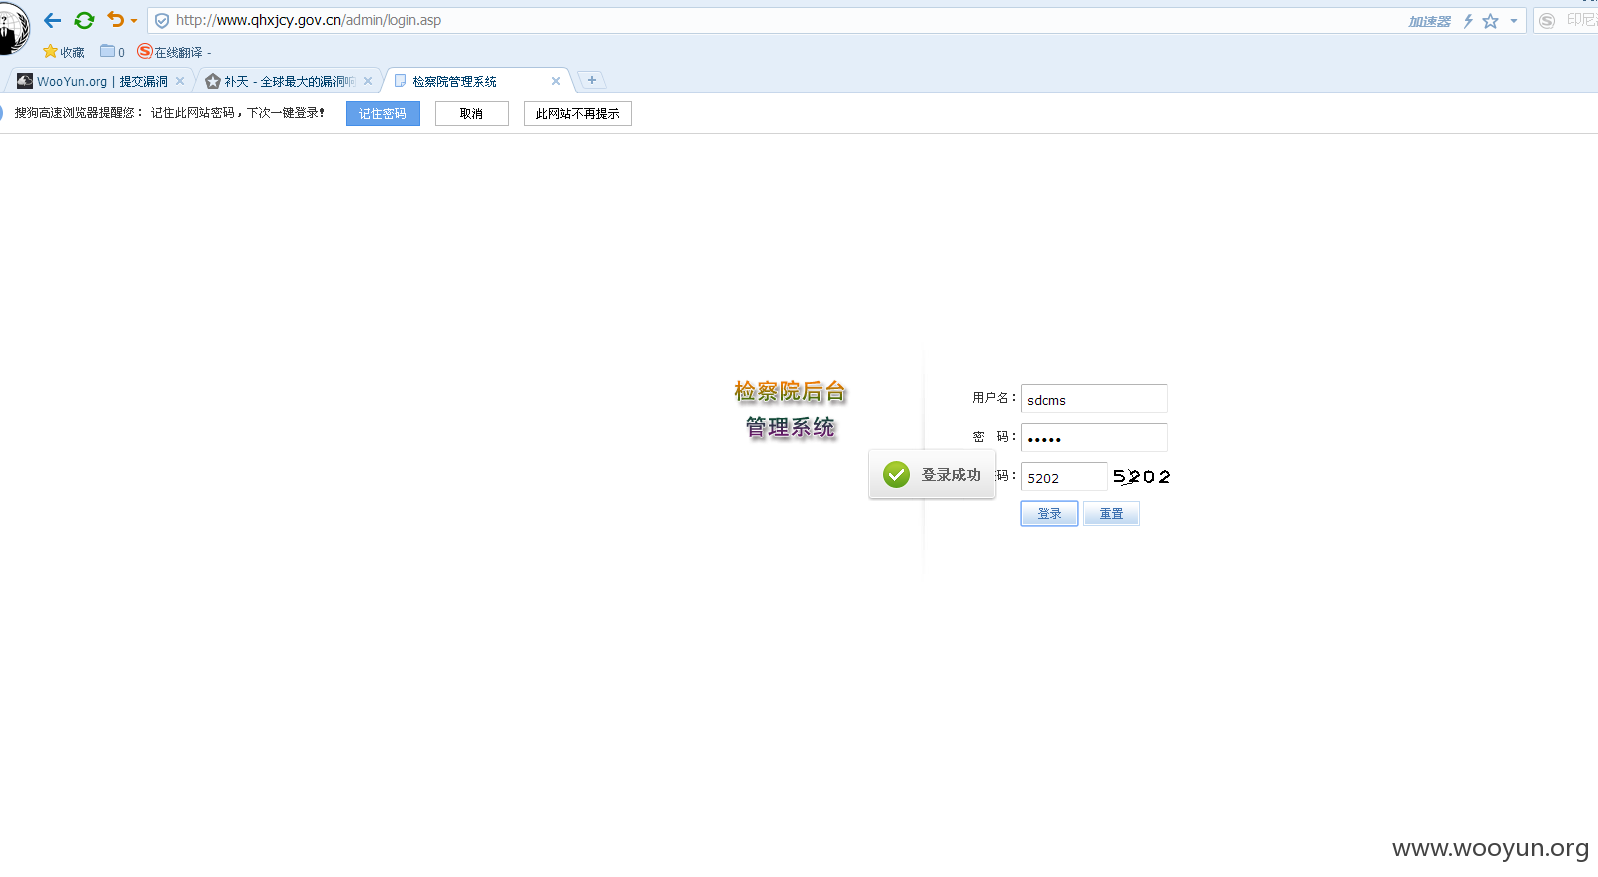 http://www.qhxjcy.gov.cn/admin/login.asp 加速器
收藏 0 在线翻译
WooYun.org | 提交漏洞 补天 - 全球最大的漏洞响 检察院管理系统
搜狗高速浏览器提醒您： 记住此网站密码，下次一键登录! 记住密码 取消 此网站不再提示
检察院后台
管理系统
用户名： sdcms
密 码： •••••
码： 5202 5202
登录成功
登录 重置
www.wooyun.org